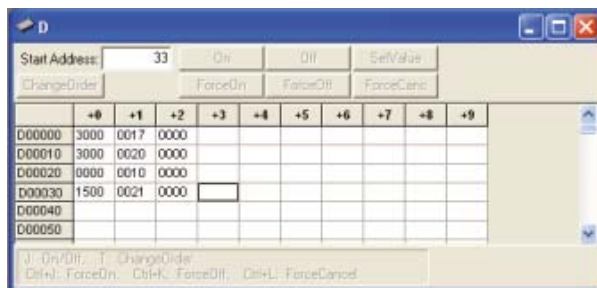 D
Start Address: 33 On Off SetValue
ChangeOrder ForceOn ForceOff ForceCanc
+0 +1 +2 +3 +4 +5 +6 +7 +8 +9
D00000 3000 0017 0000
D00010 3000 0020 0000
D00020 0000 0010 0000
D00030 1500 0021 0000
D00040
D00050
J: On/Off, T: ChangeOrder
Ctrl+J: ForceOn, Ctrl+K: ForceOff, Ctrl+L: ForceCancel